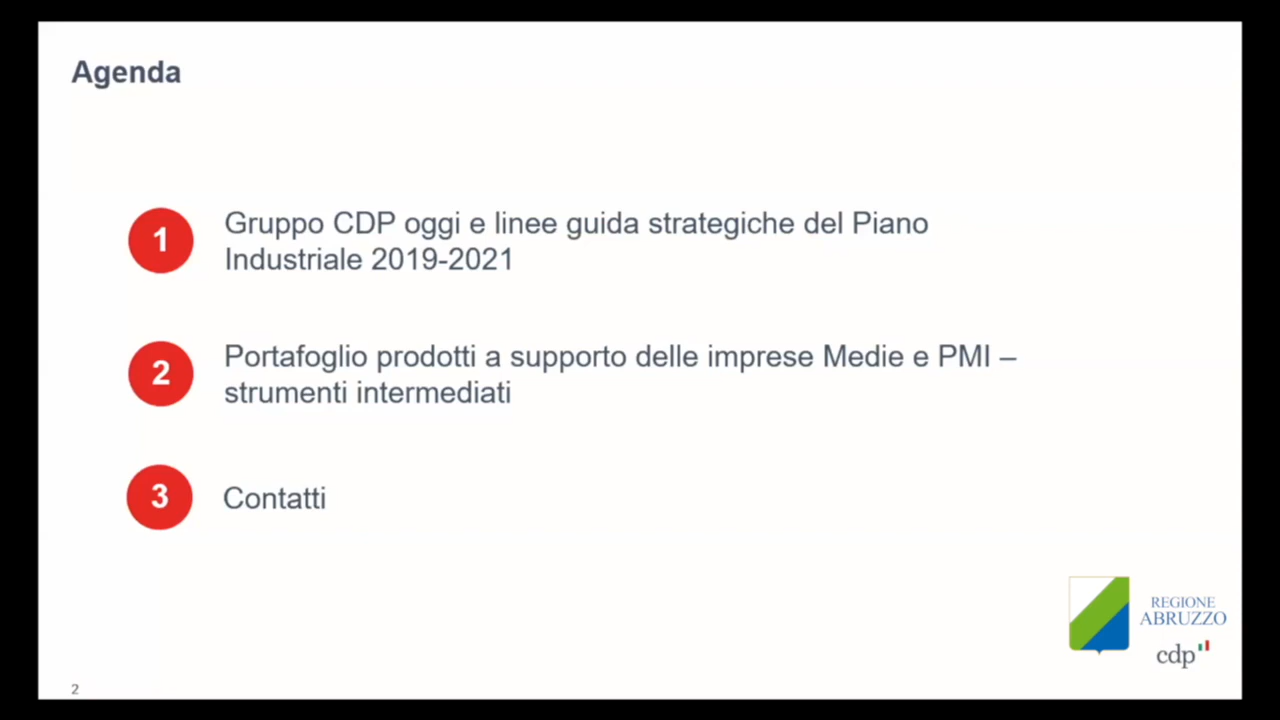 Agenda
1
Gruppo CDP oggi e linee guida strategiche del Piano
Industriale 2019-2021
2
Portafoglio prodotti a supporto delle imprese Medie e PMI –
strumenti intermediati
3
Contatti
REGIONE
ABRUZZO
cdp
2